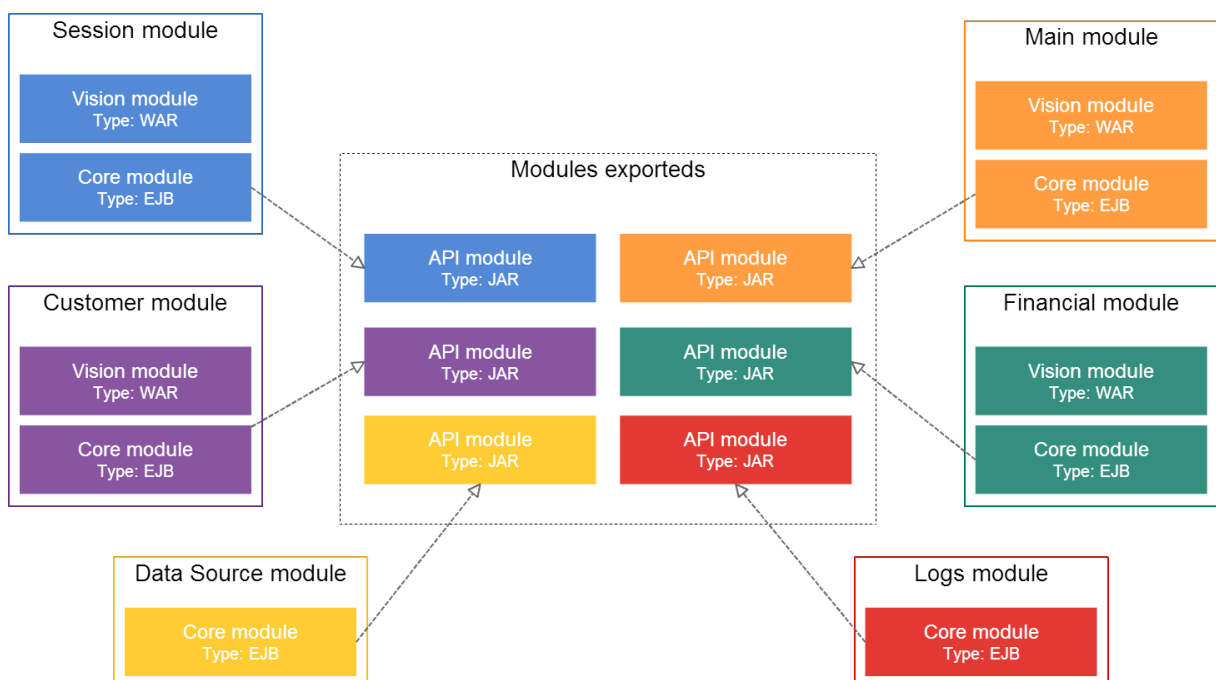 Session module
Vision module
Type: WAR
Core module
Type: EJB
Main module
Vision module
Type: WAR
Core module
Type: EJB
Modules exporteds
API module
Type: JAR
API module
Type: JAR
API module
Type: JAR
API module
Type: JAR
API module
Type: JAR
API module
Type: JAR
Customer module
Vision module
Type: WAR
Core module
Type: EJB
Financial module
Vision module
Type: WAR
Core module
Type: EJB
Data Source module
Core module
Type: EJB
Logs module
Core module
Type: EJB